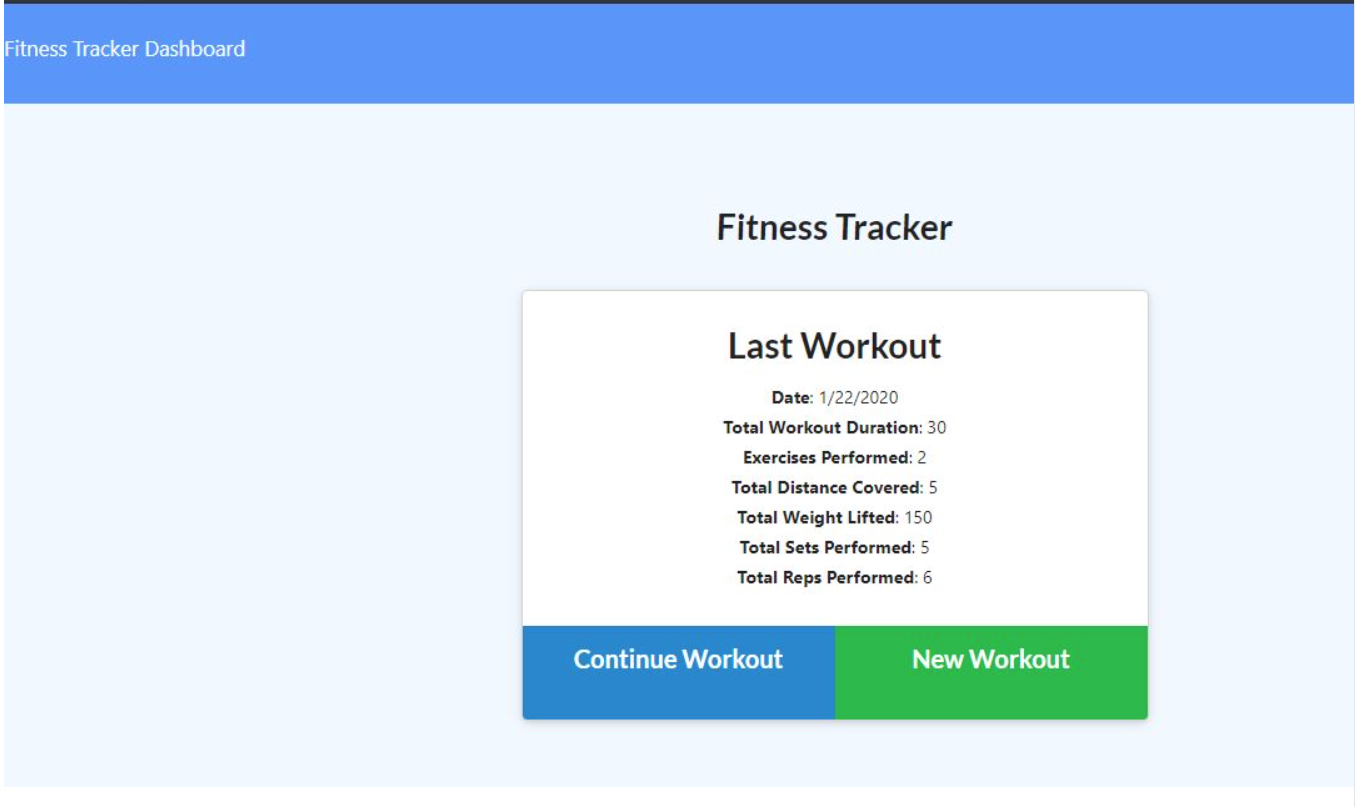 Fitness Tracker Dashboard
Fitness Tracker
Last Workout
Date: 1/22/2020
Total Workout Duration: 30
Exercises Performed: 2
Total Distance Covered: 5
Total Weight Lifted: 150
Total Sets Performed: 5
Total Reps Performed: 6
Continue Workout
New Workout